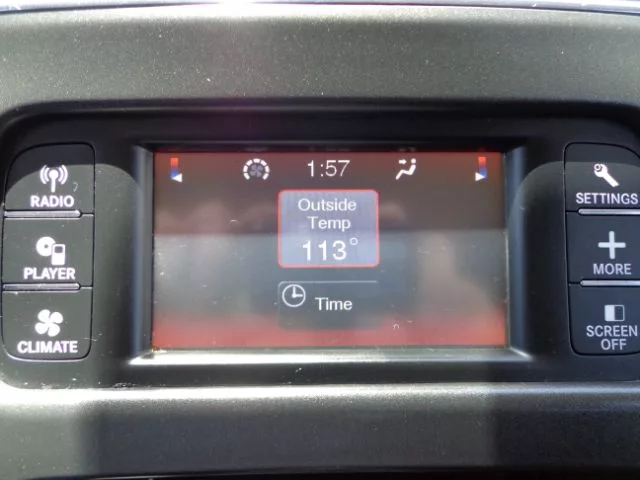 1:57
RADIO
PLAYER
CLIMATE
Outside
Temp
113°
Time
SETTINGS
MORE
SCREEN
OFF